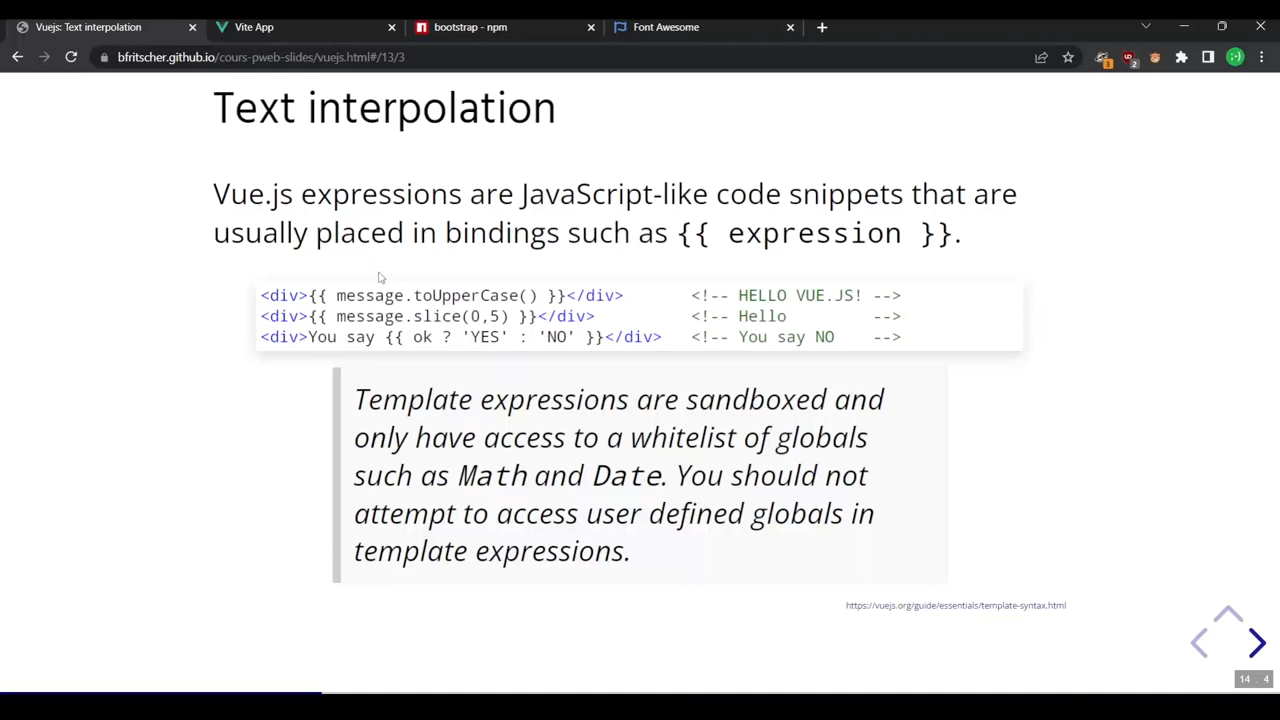 Vuejs: Text interpolation
Vite App
bootstrap - npm
Font Awesome
bfritscher.github.io/cours-pweb-slides/vuejs.html#/13/3
3
2
Text interpolation
Vue.js expressions are JavaScript-like code snippets that are
usually placed in bindings such as {{ expression }}.
<div>{{ message.toUpperCase() }}</div> <!-- HELLO VUE.JS! -->
<div>{{ message.slice(0,5) }}</div> <!-- Hello -->
<div>You say {{ ok ? 'YES' : 'NO' }}</div> <!-- You say NO -->
Template expressions are sandboxed and
only have access to a whitelist of globals
such as Math and Date. You should not
attempt to access user defined globals in
template expressions.
https://vuejs.org/guide/essentials/template-syntax.html
14 . 4